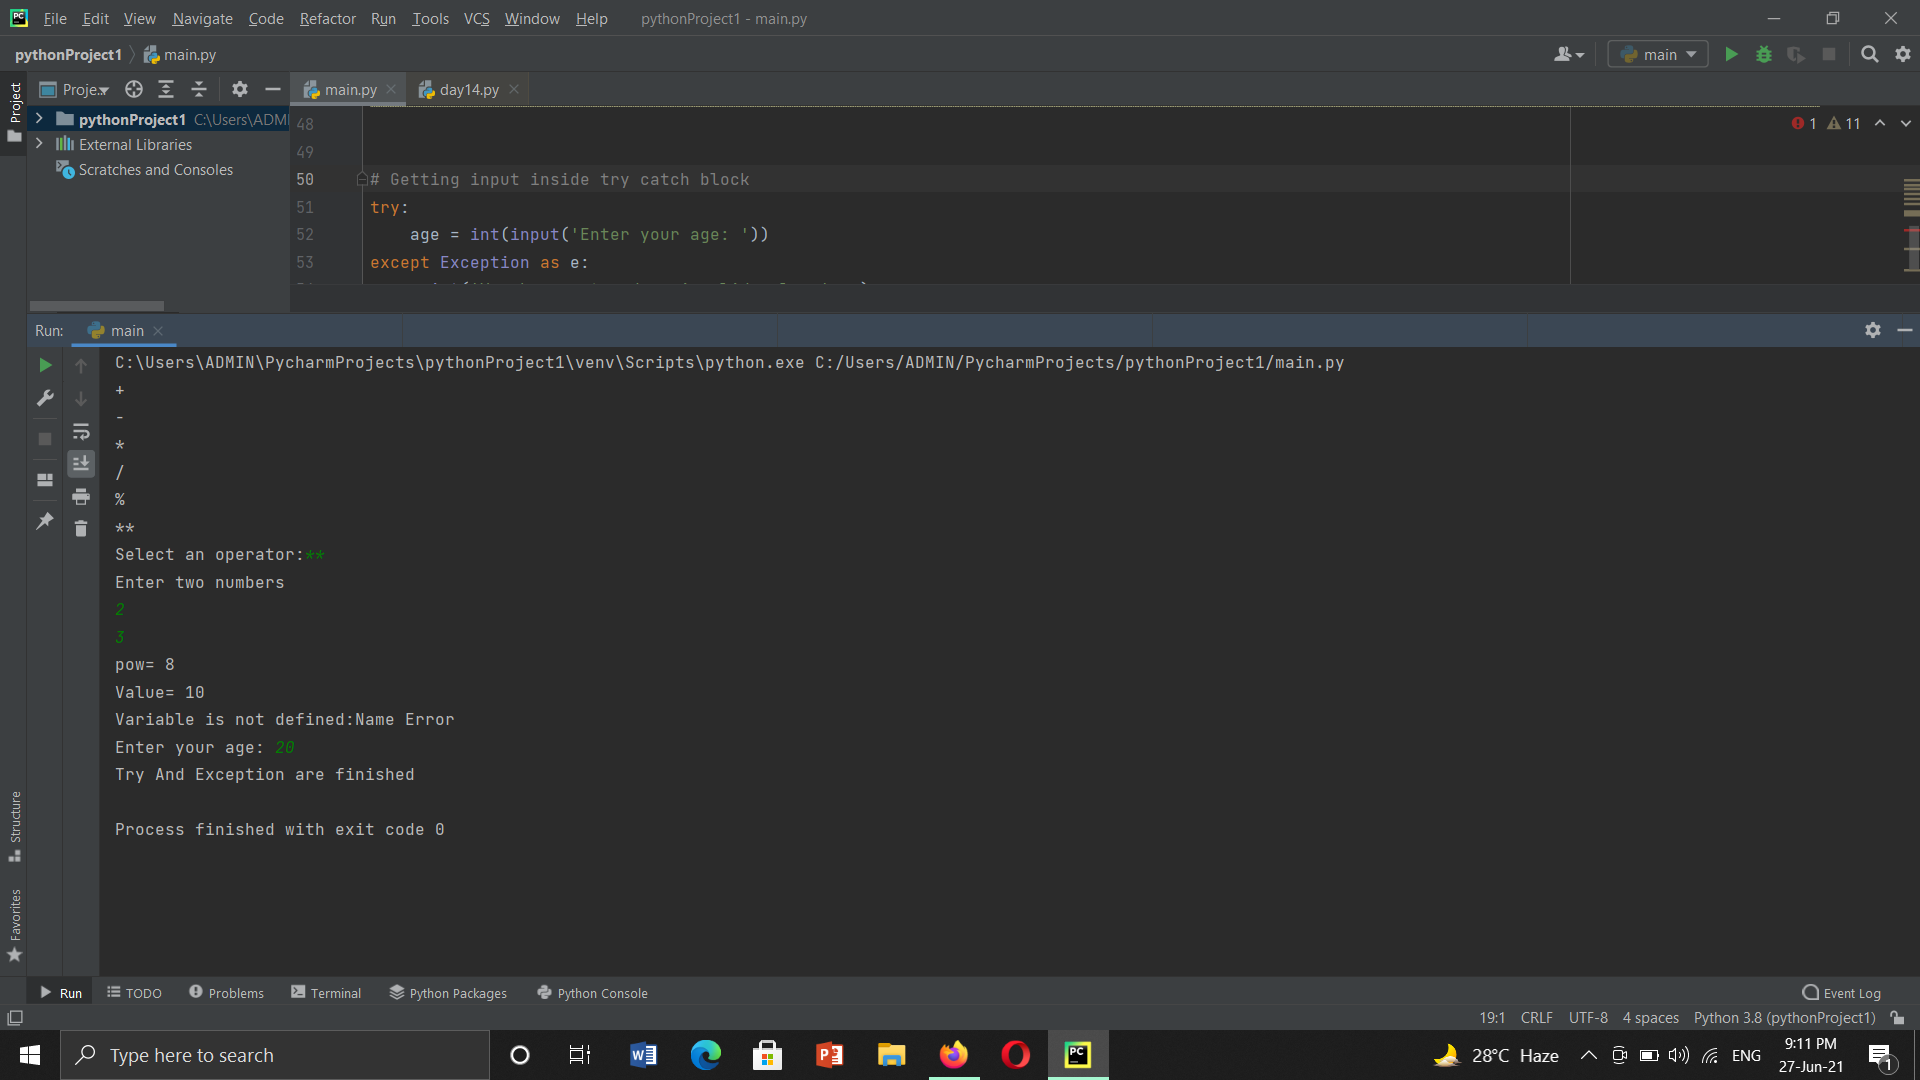 File Edit View Navigate Code Refactor Run Tools VCS Window Help pythonProject1 - main.py
pythonProject1 main.py main
Project Proje... main.py day14.py
pythonProject1 C:\Users\ADMI
External Libraries
Scratches and Consoles
1 11
48
49
50 # Getting input inside try catch block
51 try:
52 age = int(input('Enter your age: '))
53 except Exception as e:
Run: main
C:\Users\ADMIN\PycharmProjects\pythonProject1\venv\Scripts\python.exe C:/Users/ADMIN/PycharmProjects/pythonProject1/main.py
+
-
*
/
%
**
Select an operator:**
Enter two numbers
2
3
pow= 8
Value= 10
Variable is not defined:Name Error
Enter your age: 20
Try And Exception are finished
Process finished with exit code 0
Structure
Favorites
Run TODO Problems Terminal Python Packages Python Console Event Log
19:1 CRLF UTF-8 4 spaces Python 3.8 (pythonProject1)
Type here to search
28°C Haze ENG
9:11 PM
27-Jun-21
1